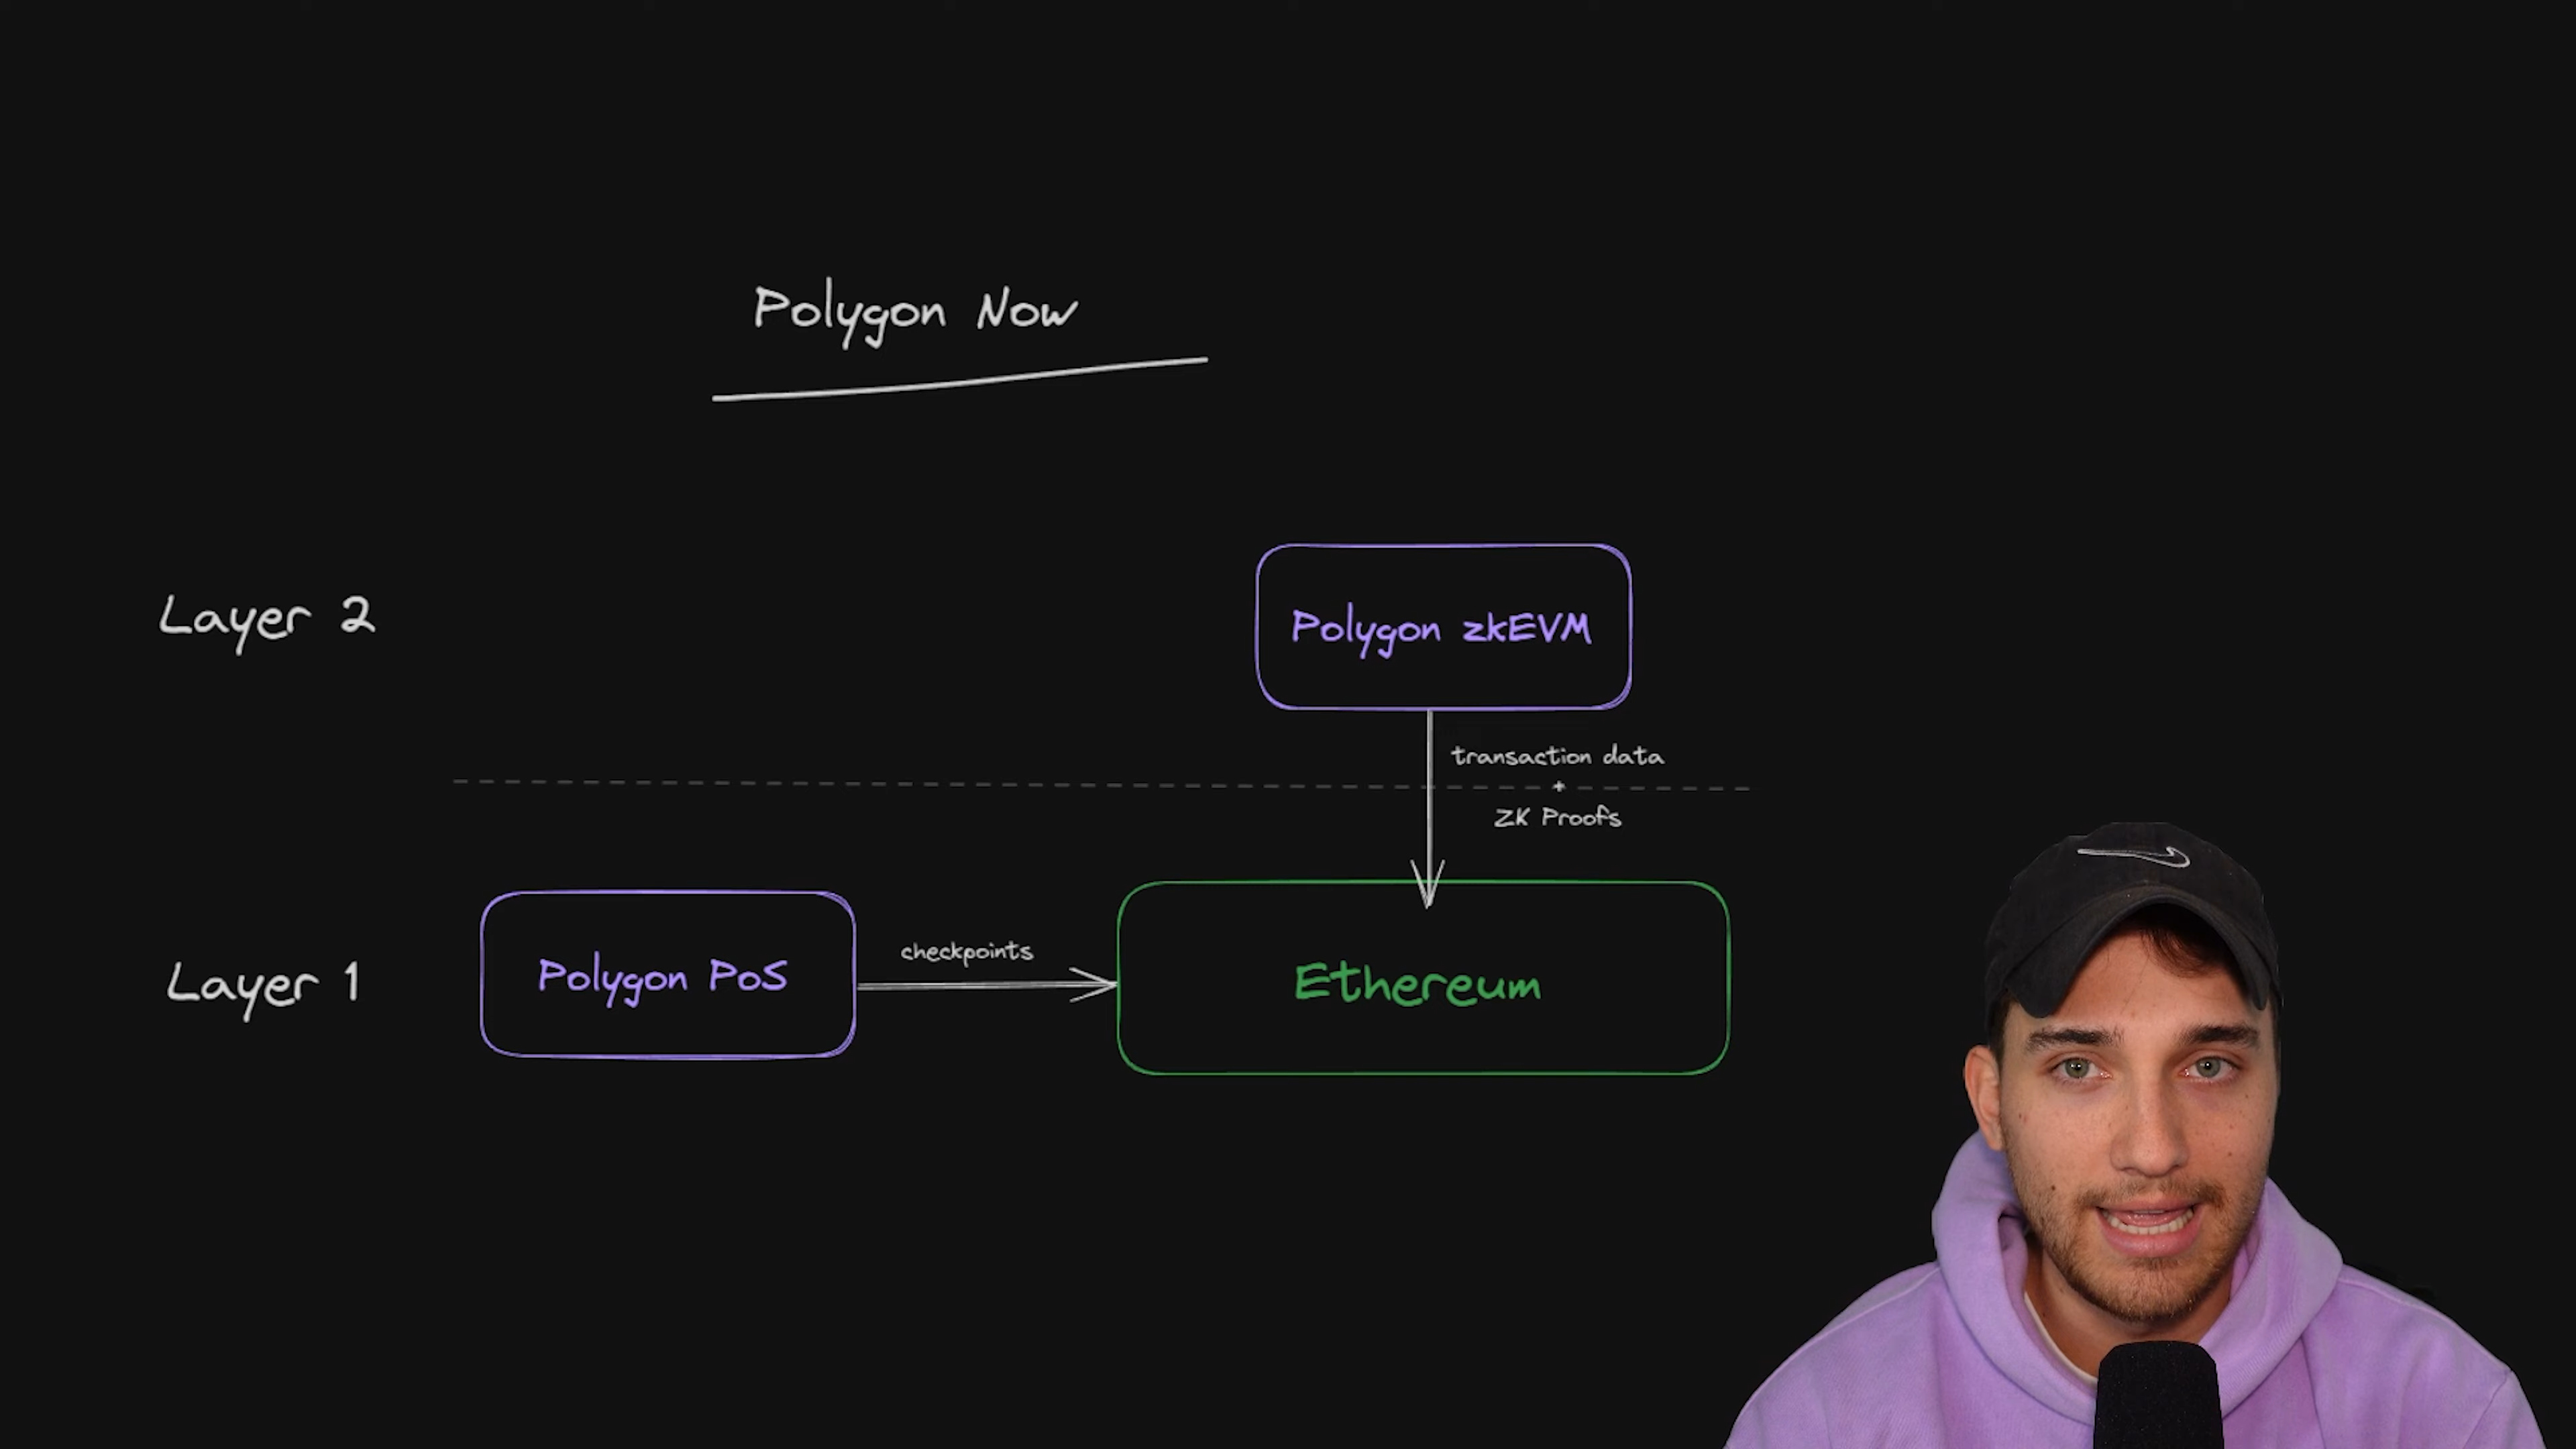 Polygon Now
Layer 2
Polygon zkEVM
transaction data
+
ZK Proofs
Layer 1
Polygon PoS
checkpoints
Ethereum